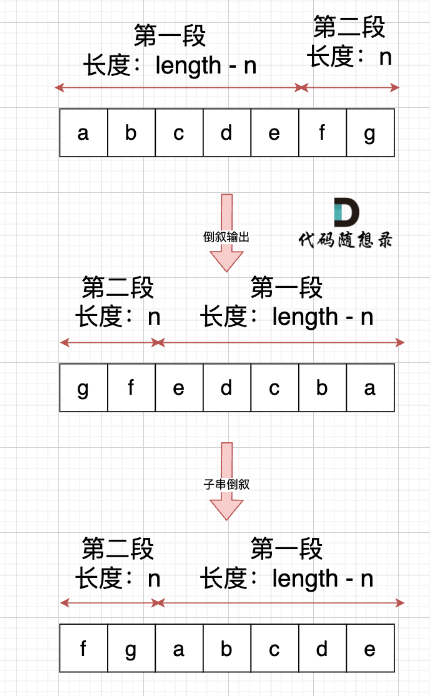 第一段
长度：length - n
第二段
长度：n
a b c d e f g
倒叙输出
代码随想录
第二段
长度：n
第一段
长度：length - n
g f e d c b a
子串倒叙
第二段
长度：n
第一段
长度：length - n
f g a b c d e